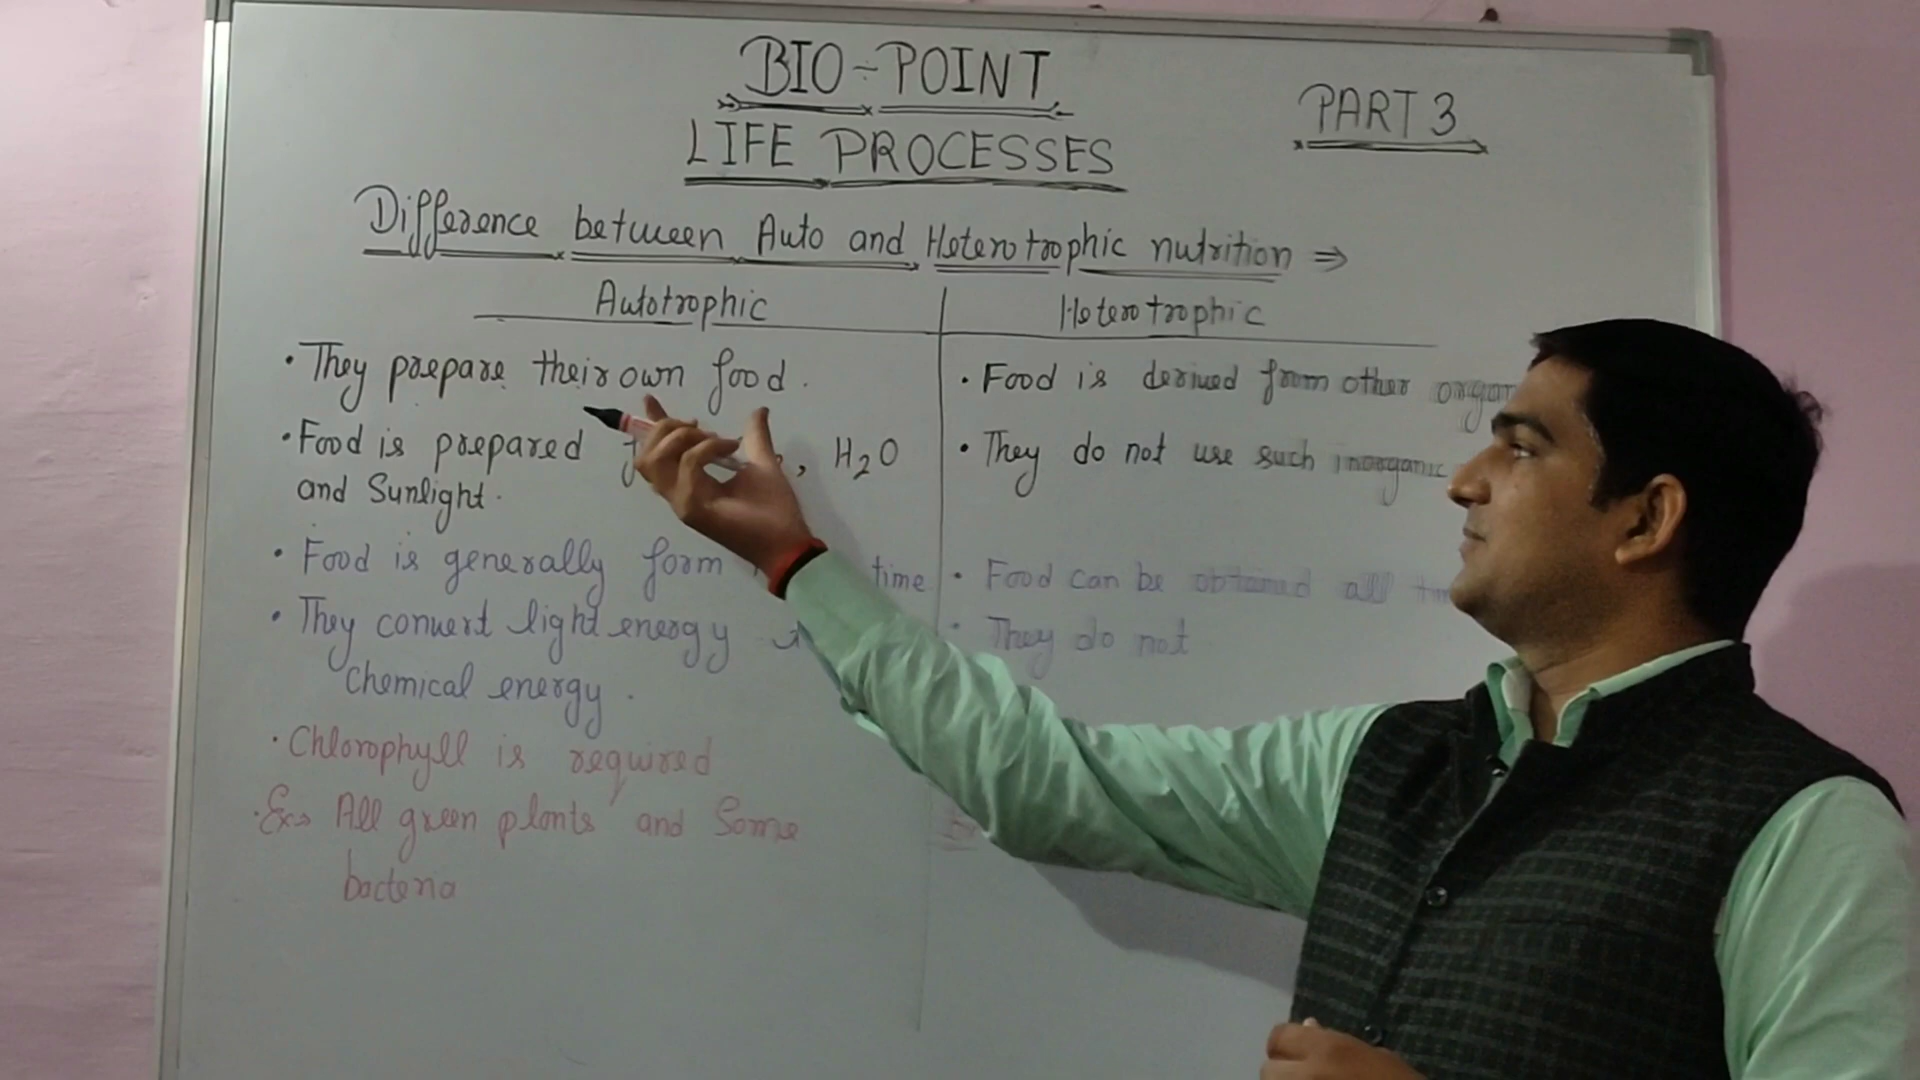 BIO-POINT
PART 3
LIFE PROCESSES
Difference between Auto and Heterotrophic nutrition ⇒
Autotrophic
Heterotrophic
• They prepare their own food.
• Food is derived from other
• Food is prepared , H₂O
• They do not use such inorganic
and Sunlight.
• Food is generally form time
• Food can be obtained all
• They convert light energy
• They do not
Chemical energy.
• Chlorophyll is required
• Ex⇒ All green plants and Some
bacteria